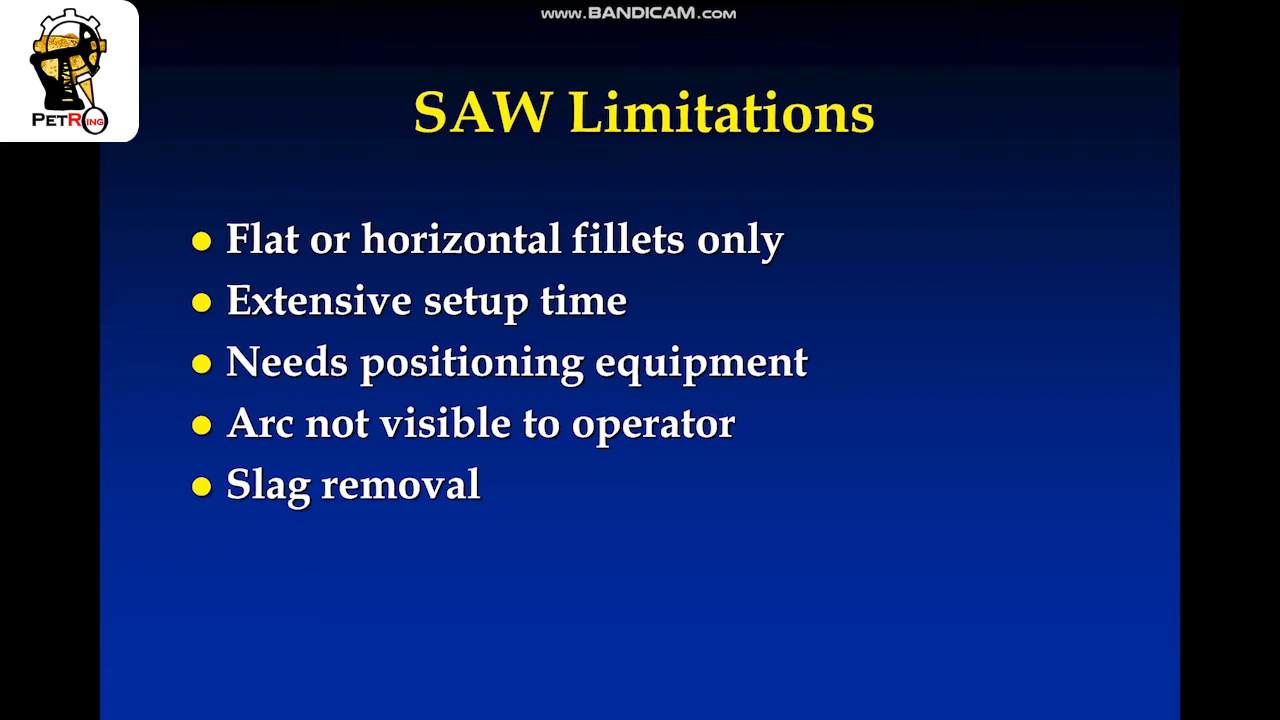 www.BANDICAM.com
PETRING
SAW Limitations
Flat or horizontal fillets only
Extensive setup time
Needs positioning equipment
Arc not visible to operator
Slag removal